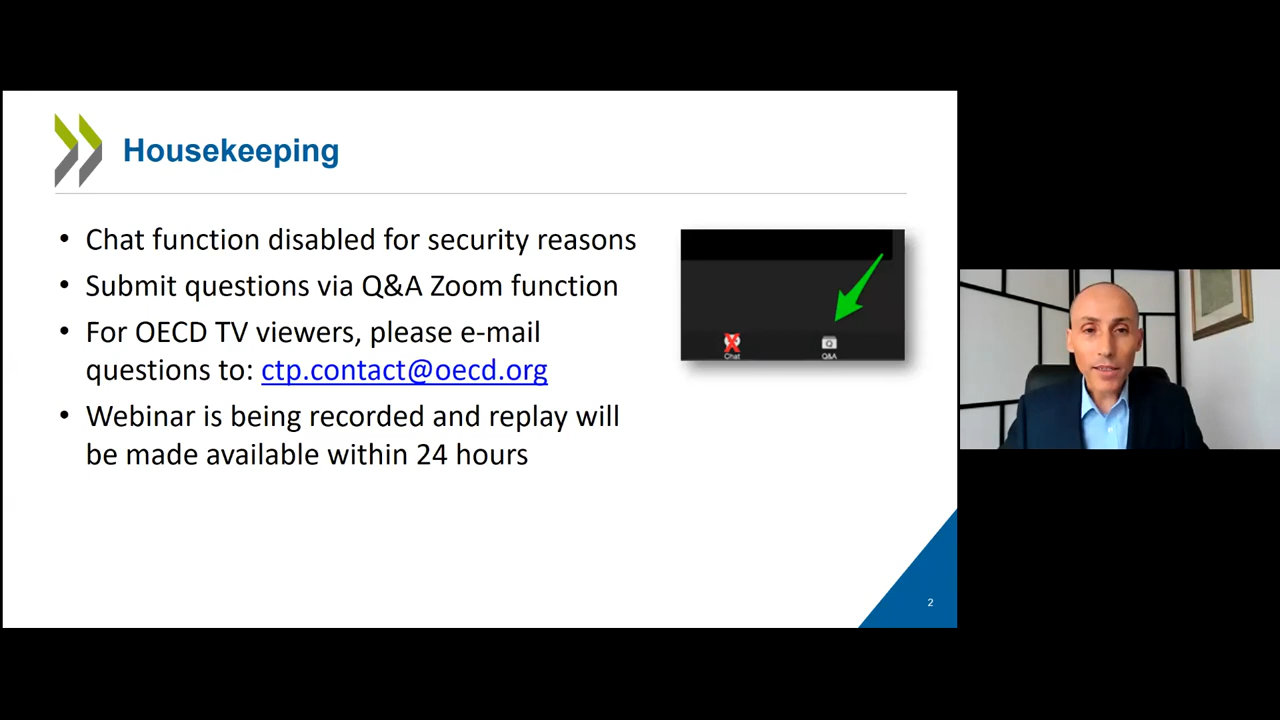 Housekeeping
• Chat function disabled for security reasons
• Submit questions via Q&A Zoom function
• For OECD TV viewers, please e-mail
questions to: ctp.contact@oecd.org
• Webinar is being recorded and replay will
be made available within 24 hours
Chat
Q&A
2